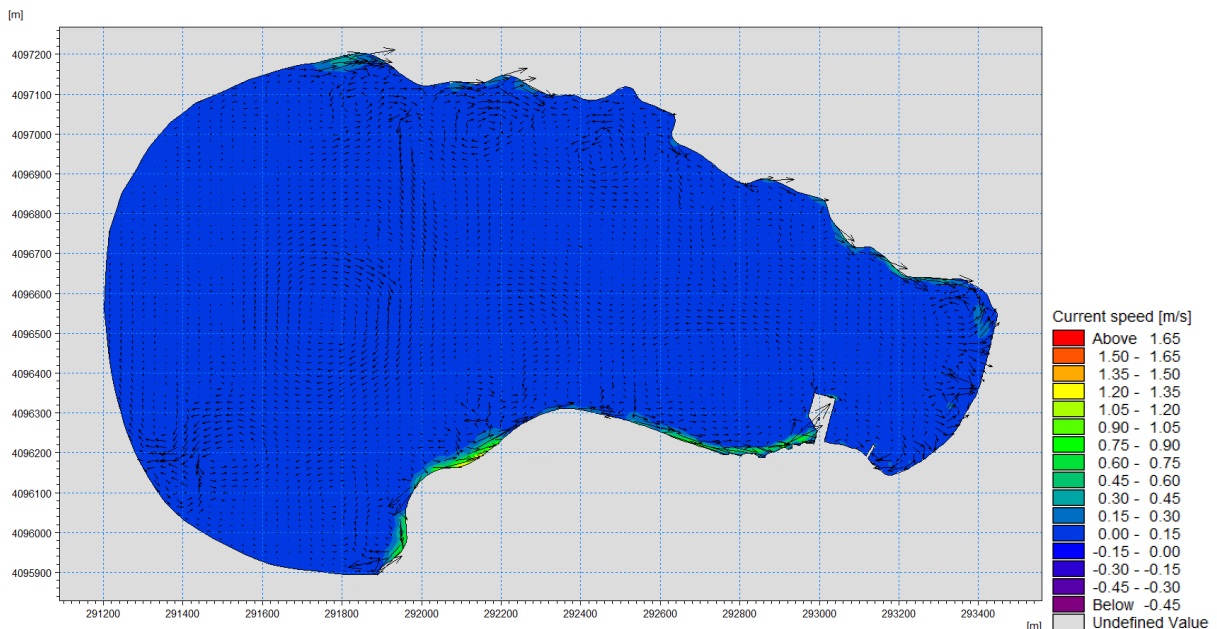 [m]
4097200
4097100
4097000
4096900
4096800
4096700
4096600
4096500
4096400
4096300
4096200
4096100
4096000
4095900
291200 291400 291600 291800 292000 292200 292400 292600 292800 293000 293200 293400
[m]
Current speed [m/s]
Above 1.65
1.50 - 1.65
1.35 - 1.50
1.20 - 1.35
1.05 - 1.20
0.90 - 1.05
0.75 - 0.90
0.60 - 0.75
0.45 - 0.60
0.30 - 0.45
0.15 - 0.30
0.00 - 0.15
-0.15 - 0.00
-0.30 - -0.15
-0.45 - -0.30
Below -0.45
Undefined Value